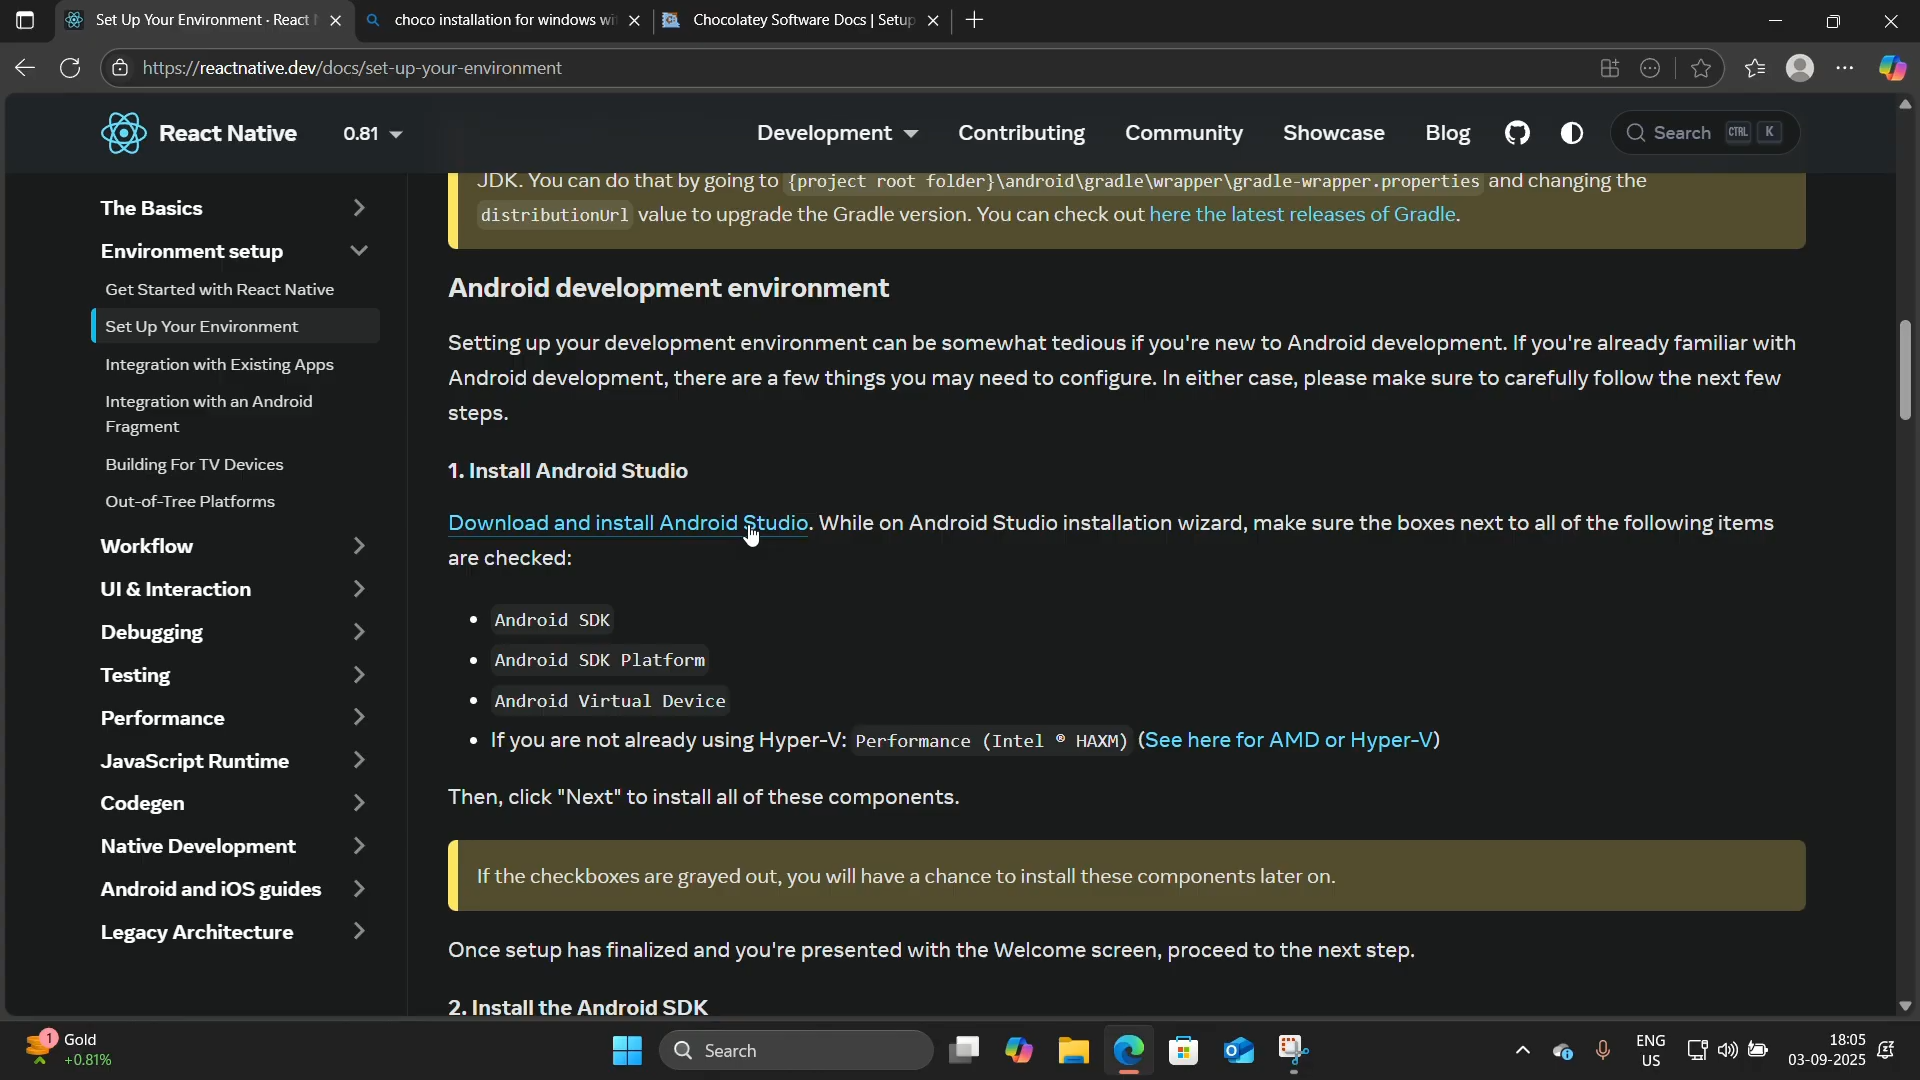 Set Up Your Environment · React
choco installation for windows wi
Chocolatey Software Docs | Setup
https://reactnative.dev/docs/set-up-your-environment
React Native
0.81
Development
Contributing
Community
Showcase
Blog
Search CTRL K
The Basics
Environment setup
Get Started with React Native
Set Up Your Environment
Integration with Existing Apps
Integration with an Android
Fragment
Building For TV Devices
Out-of-Tree Platforms
Workflow
UI & Interaction
Debugging
Testing
Performance
JavaScript Runtime
Codegen
Native Development
Android and iOS guides
Legacy Architecture
JDK. You can do that by going to {project root folder}\android\gradle\wrapper\gradle-wrapper.properties and changing the
distributionUrl value to upgrade the Gradle version. You can check out here the latest releases of Gradle.
Android development environment
Setting up your development environment can be somewhat tedious if you're new to Android development. If you're already familiar with
Android development, there are a few things you may need to configure. In either case, please make sure to carefully follow the next few
steps.
1. Install Android Studio
Download and install Android Studio. While on Android Studio installation wizard, make sure the boxes next to all of the following items
are checked:
• Android SDK
• Android SDK Platform
• Android Virtual Device
• If you are not already using Hyper-V: Performance (Intel ® HAXM) (See here for AMD or Hyper-V)
Then, click "Next" to install all of these components.
If the checkboxes are grayed out, you will have a chance to install these components later on.
Once setup has finalized and you're presented with the Welcome screen, proceed to the next step.
2. Install the Android SDK
1
Gold
+0.81%
Search
ENG
US
18:05
03-09-2025